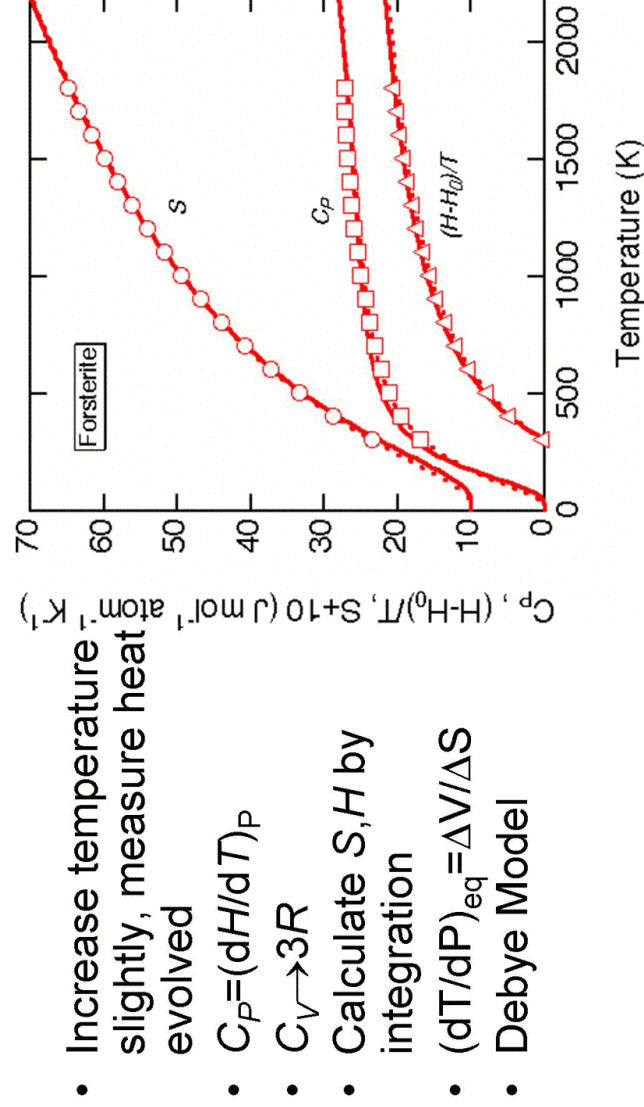 • Increase temperature
slightly, measure heat
evolved
• C_P=(dH/dT)_P
• C_V→3R
• Calculate S,H by
integration
• (dT/dP)_eq=ΔV/ΔS
• Debye Model
C_P, (H-H_0)/T, S+10 (J mol^-1 atom^-1 K^-1)
70
60
50
40
30
20
10
0
Forsterite
S
C_P
(H-H_0)/T
0
500
1000
1500
2000
Temperature (K)